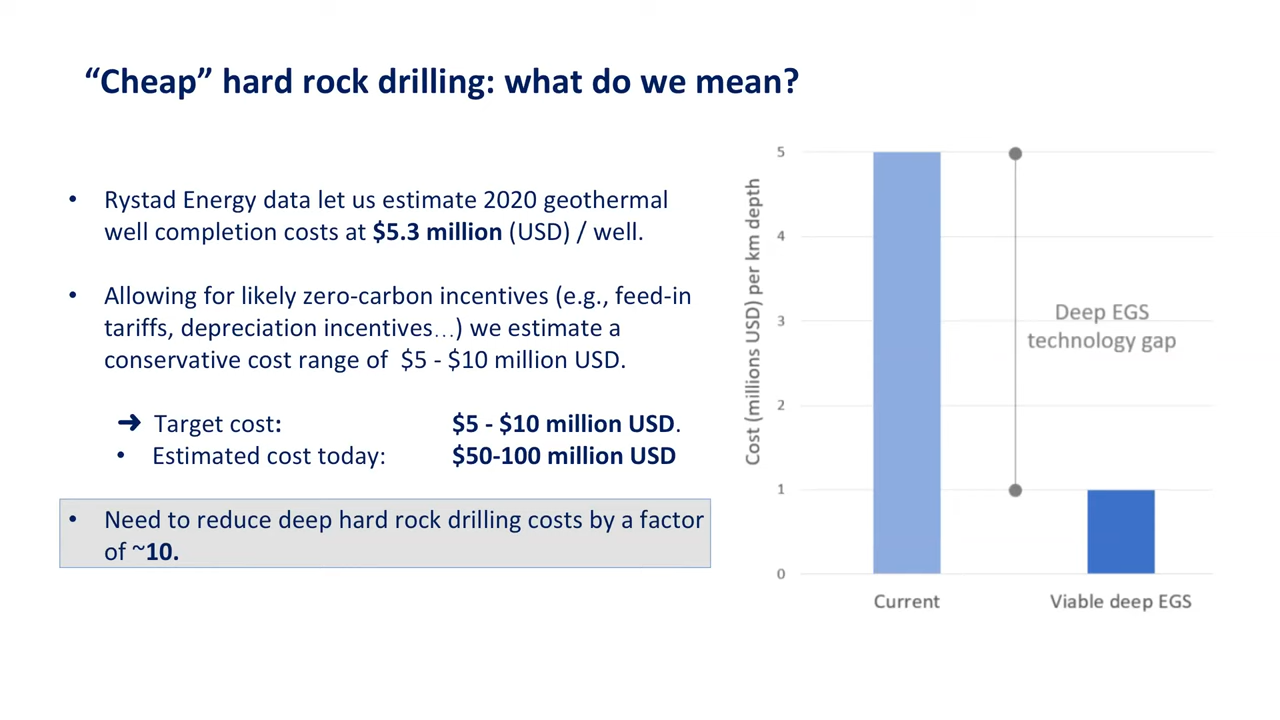 “Cheap” hard rock drilling: what do we mean?
• Rystad Energy data let us estimate 2020 geothermal
well completion costs at $5.3 million (USD) / well.
• Allowing for likely zero-carbon incentives (e.g., feed-in
tariffs, depreciation incentives…) we estimate a
conservative cost range of $5 - $10 million USD.
➜ Target cost: $5 - $10 million USD.
• Estimated cost today: $50-100 million USD
• Need to reduce deep hard rock drilling costs by a factor
of ~10.
Cost (millions USD) per km depth
5
4
3
2
1
0
Deep EGS
technology gap
Current
Viable deep EGS